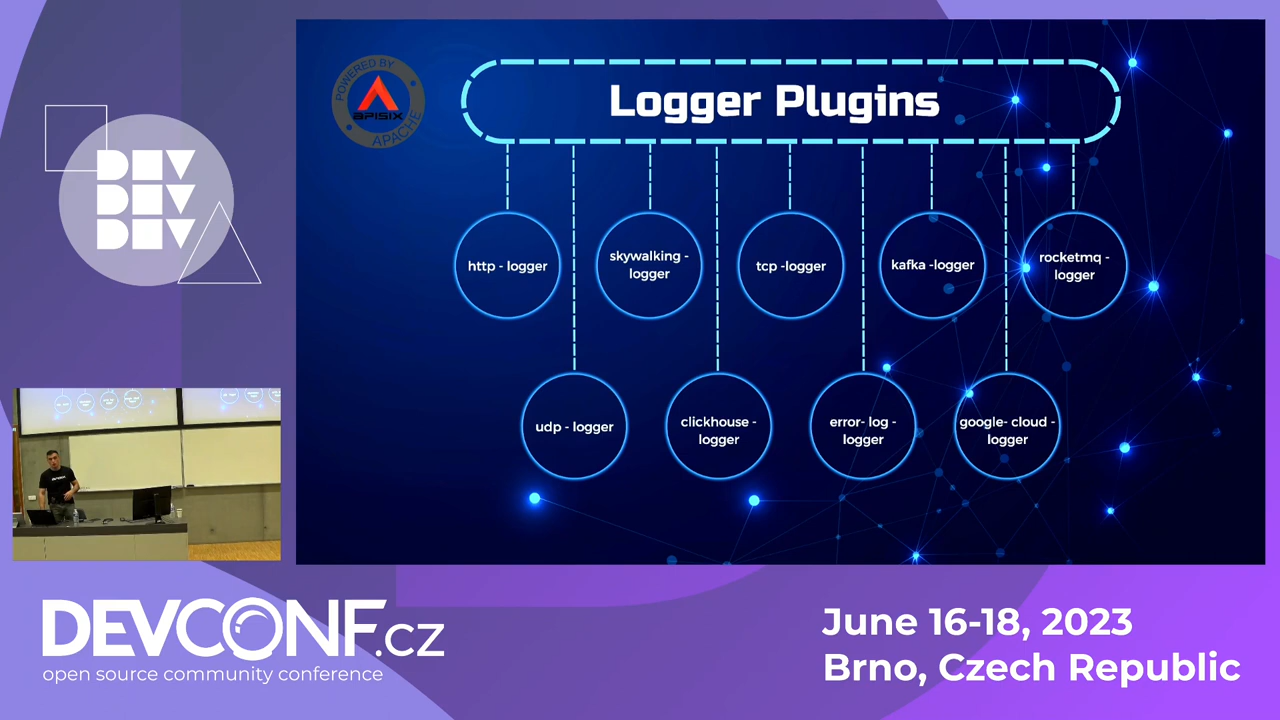 DEV
DEV
DEV
POWERED BY
APISIX
APACHE
Logger Plugins
http - logger
skywalking -
logger
tcp -logger
kafka -logger
rocketmq -
logger
udp - logger
clickhouse -
logger
error- log -
logger
google- cloud -
logger
DEVCONF.cz
open source community conference
June 16-18, 2023
Brno, Czech Republic